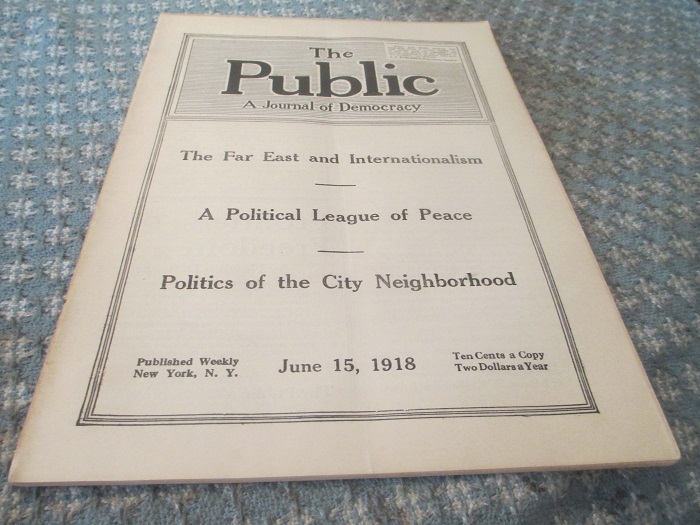 The
Public
A Journal of Democracy
The Far East and Internationalism
A Political League of Peace
Politics of the City Neighborhood
Published Weekly
New York, N. Y.
June 15, 1918
Ten Cents a Copy
Two Dollars a Year